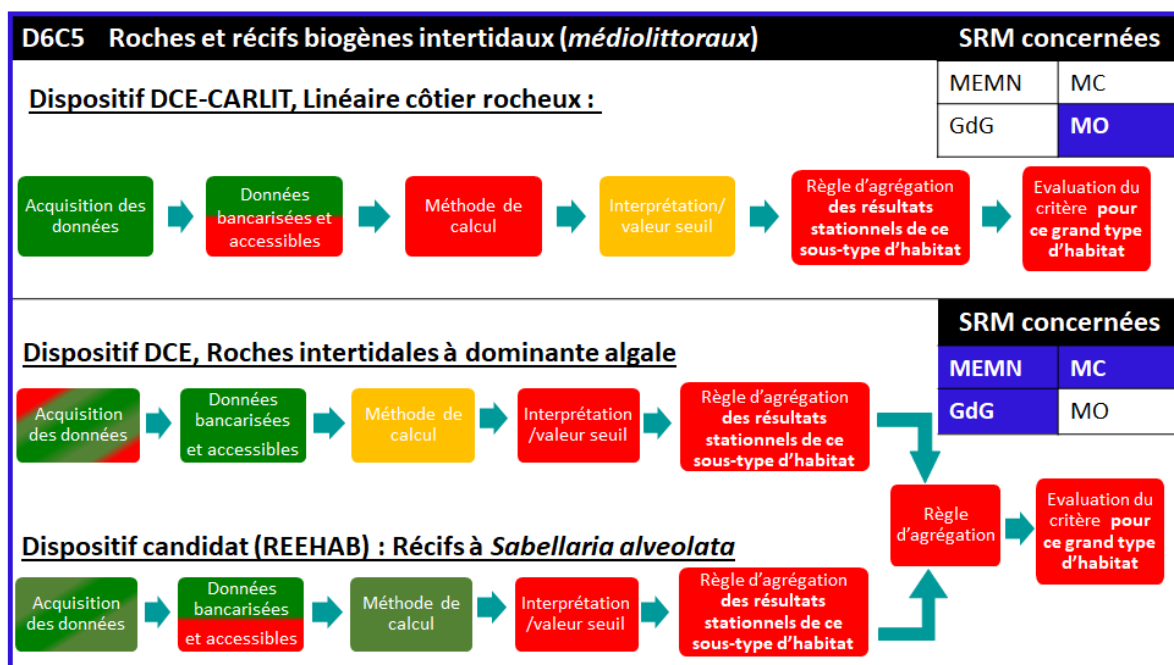 D6C5 Roches et récifs biogènes intertidaux (médiolittoraux)
SRM concernées
MEMN MC
GdG MO
Dispositif DCE-CARLIT, Linéaire côtier rocheux :
Acquisition des
données
Données
bancarisées et
accessibles
Méthode de
calcul
Interprétation/
valeur seuil
Règle d'agrégation
des résultats
stationnels de ce
sous-type d'habitat
Evaluation du
critère pour
ce grand type
d'habitat
SRM concernées
MEMN MC
GdG MO
Dispositif DCE, Roches intertidales à dominante algale
Acquisition
des données
Données
bancarisées
et accessibles
Méthode de
calcul
Interprétation
/valeur seuil
Règle d'agrégation
des résultats
stationnels de ce
sous-type d'habitat
Règle
d'agrégation
Evaluation du
critère pour
ce grand type
d'habitat
Dispositif candidat (REEHAB) : Récifs à Sabellaria alveolata
Acquisition
des données
Données
bancarisées
et accessibles
Méthode de
calcul
Interprétation
/valeur seuil
Règle d'agrégation
des résultats
stationnels de ce
sous-type d'habitat